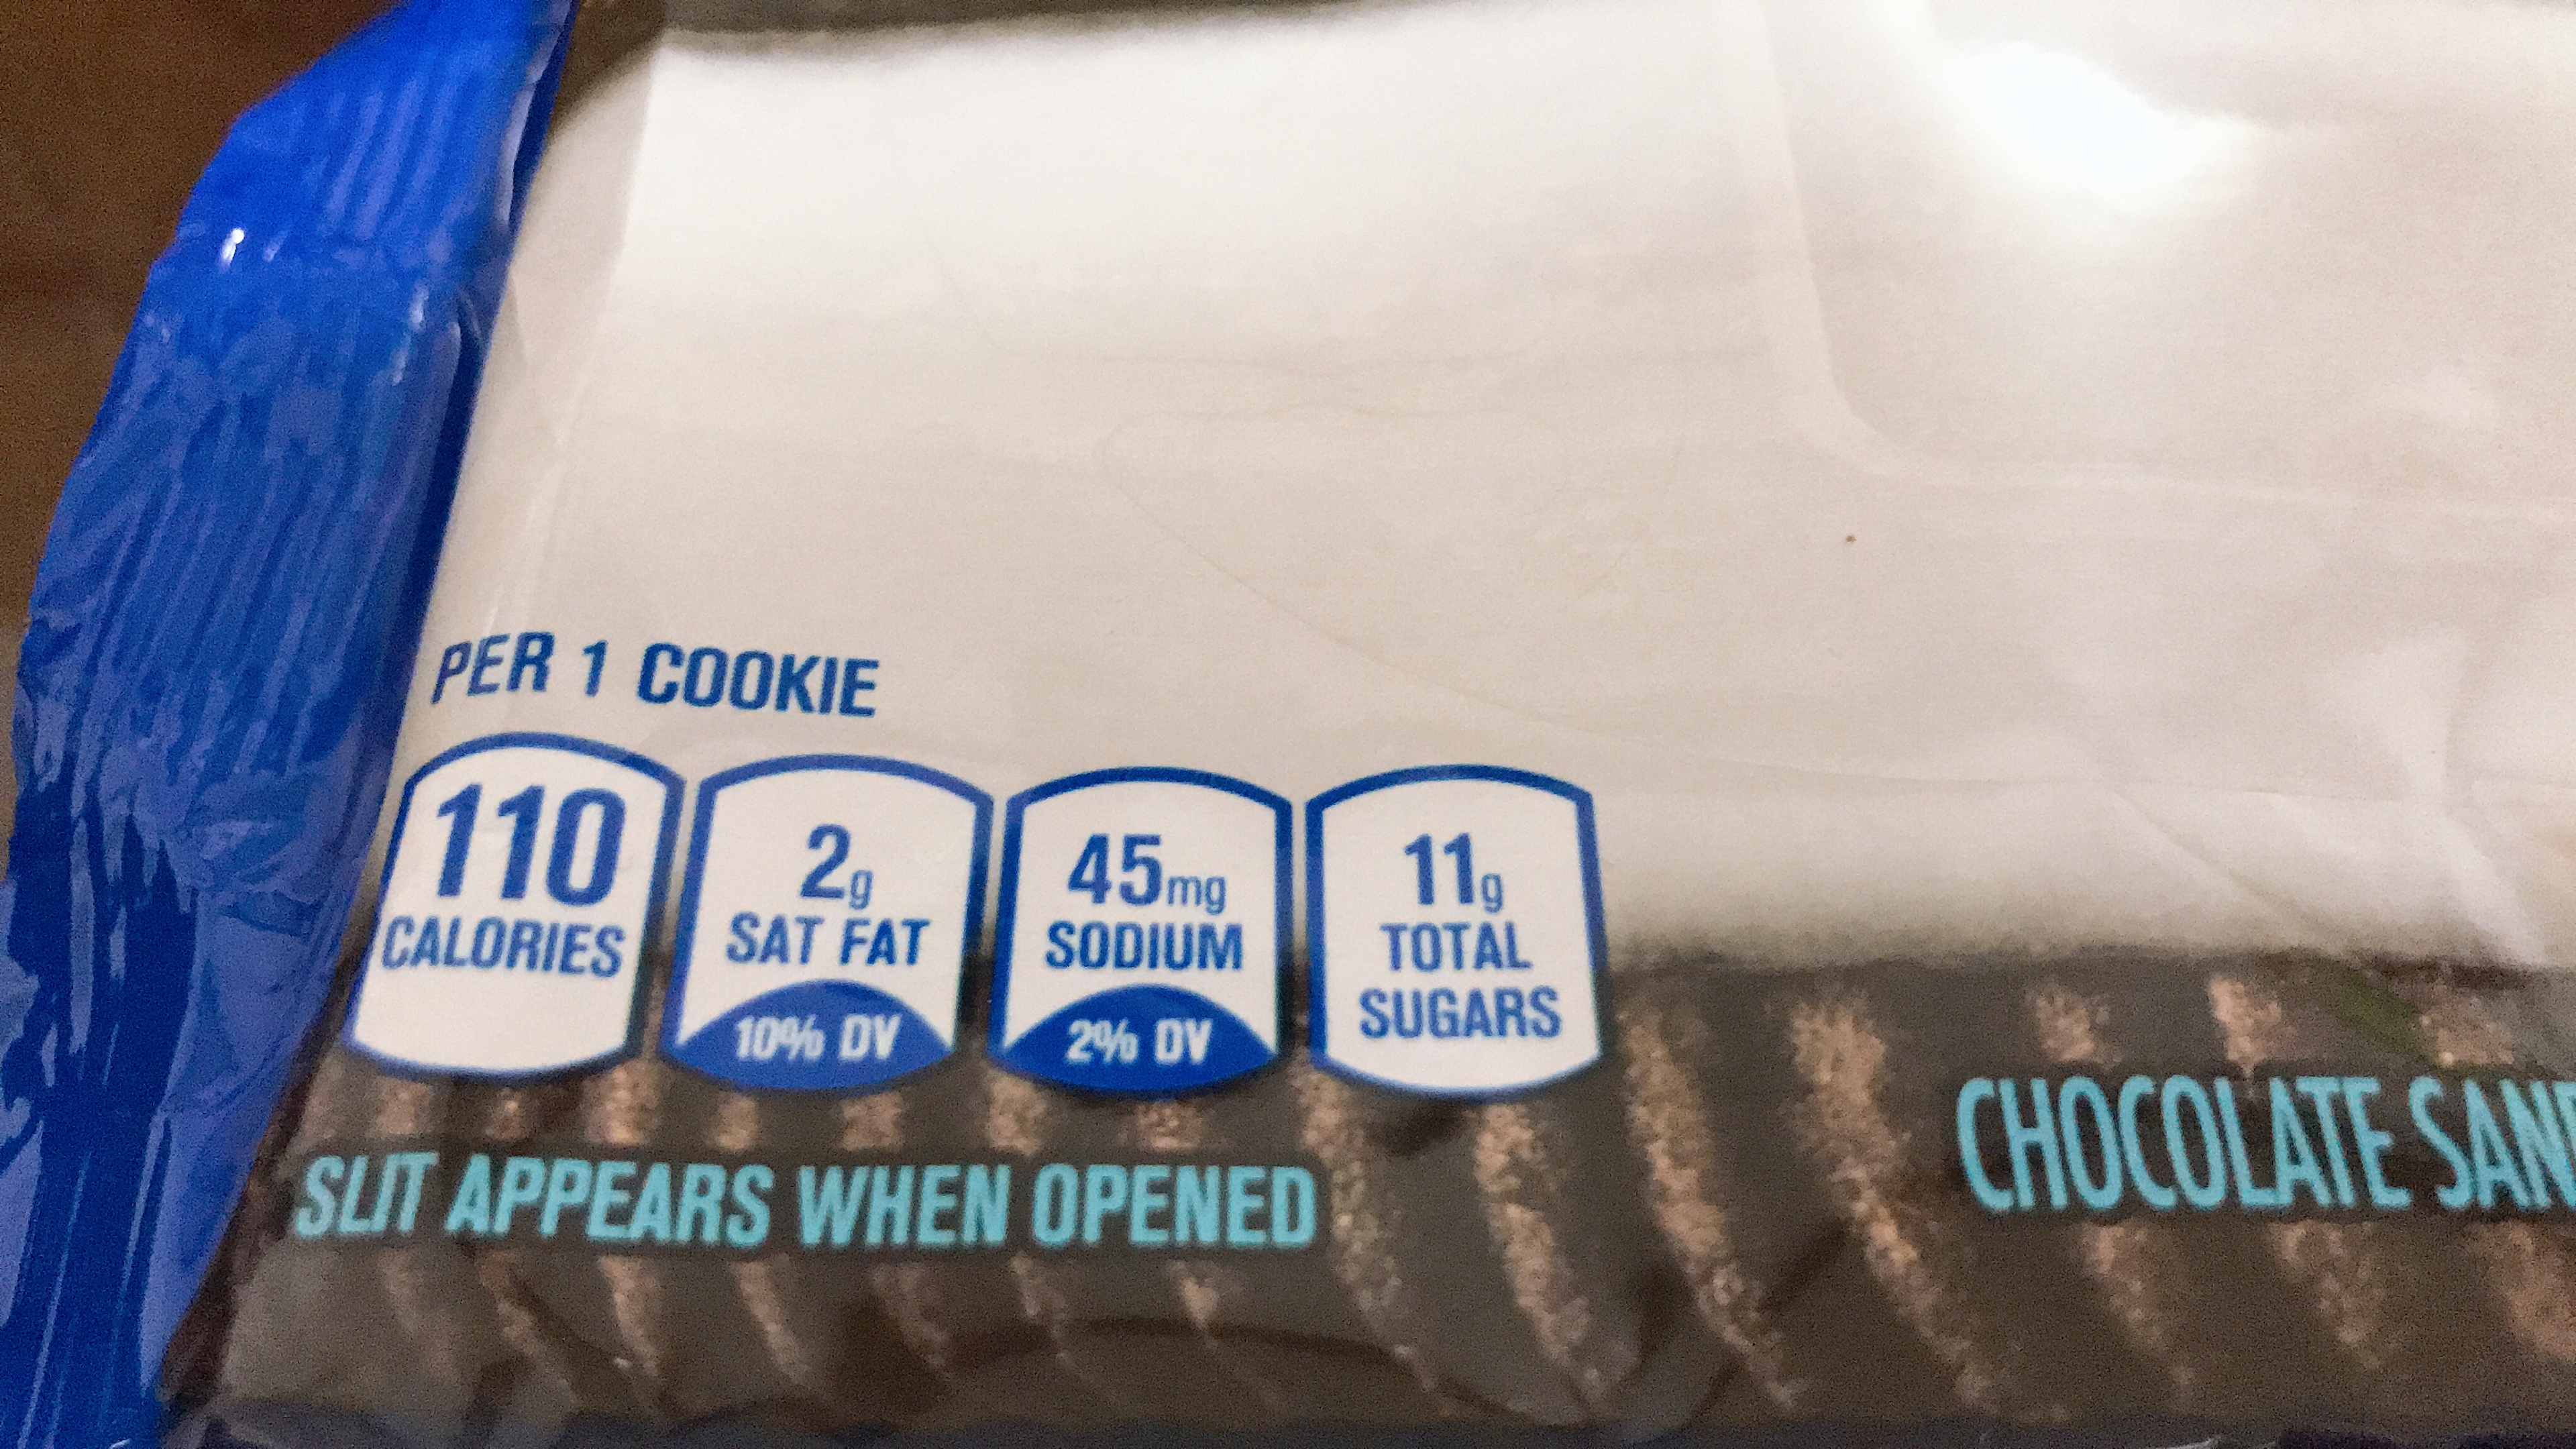 PER 1 COOKIE
110
CALORIES
2g
SAT FAT
10% DV
45mg
SODIUM
2% DV
11g
TOTAL
SUGARS
SLIT APPEARS WHEN OPENED
CHOCOLATE SAN